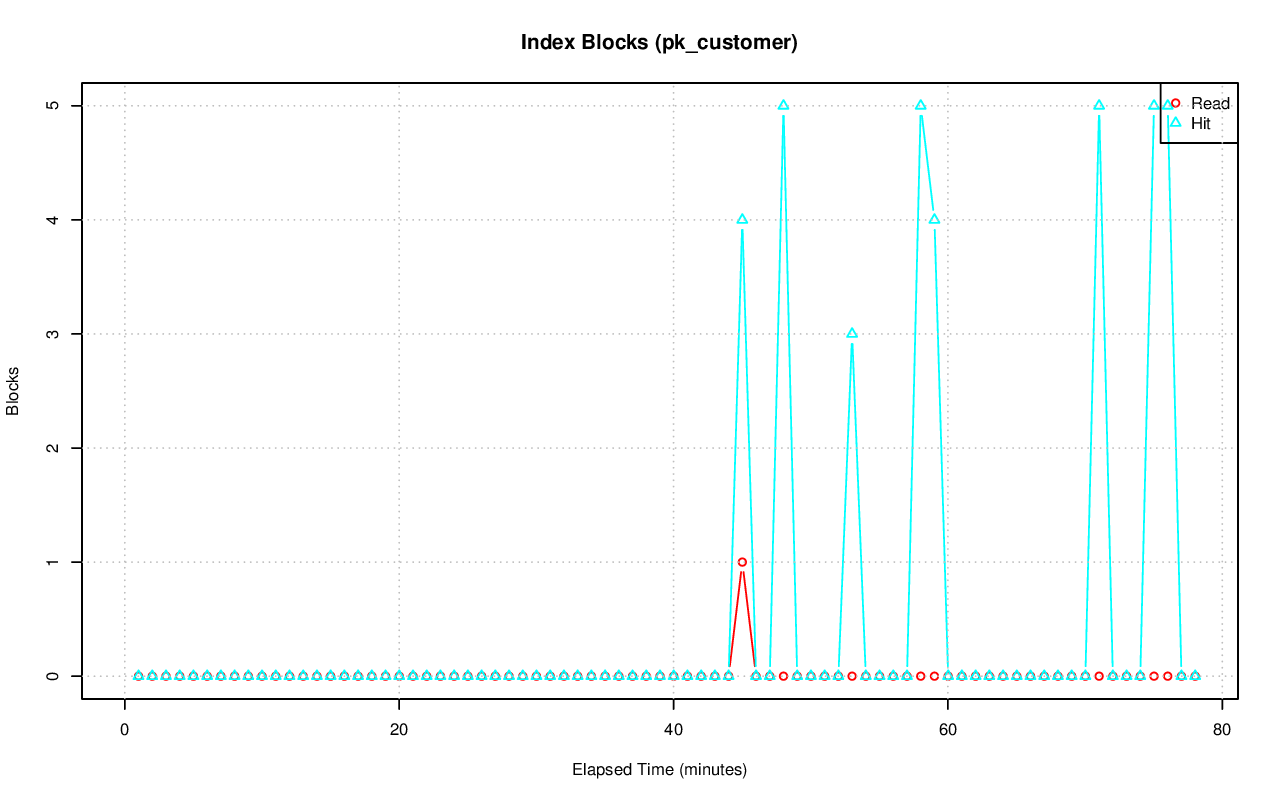 Index Blocks (pk_customer)
Read
Hit
5
4
3
2
1
0
Blocks
0 20 40 60 80
Elapsed Time (minutes)